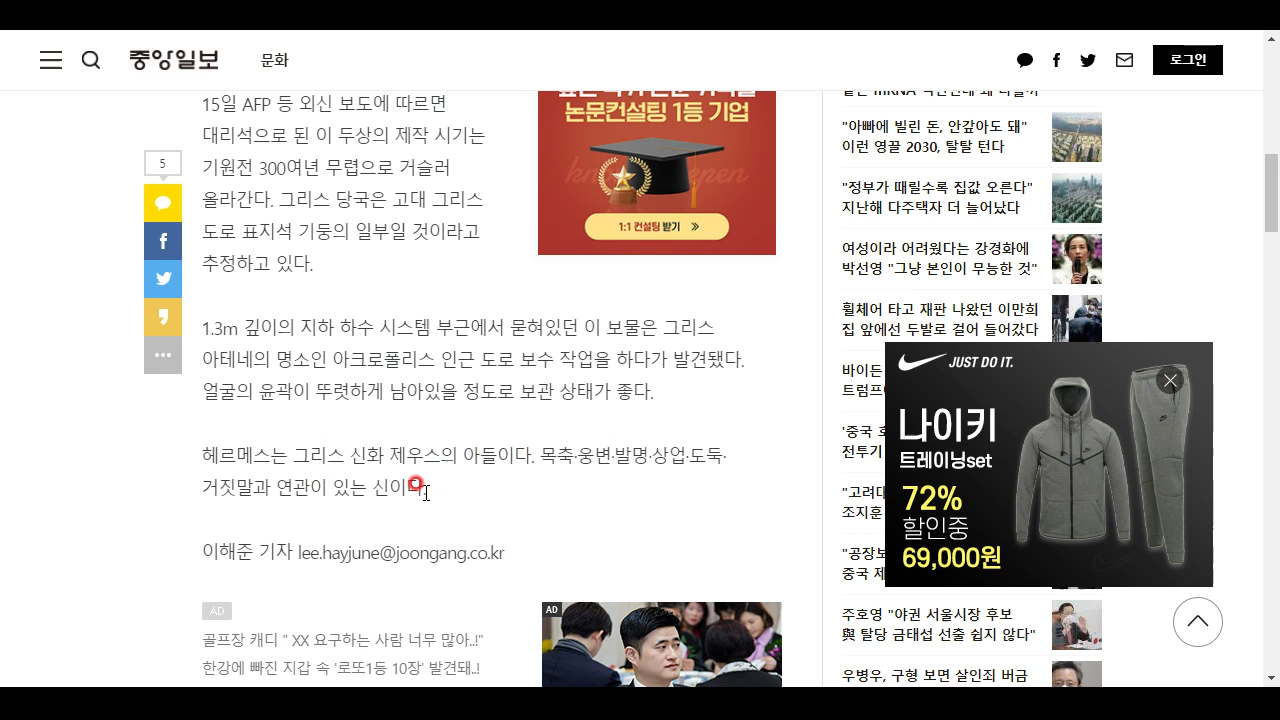 중앙일보
문화
로그인
15일 AFP 등 외신 보도에 따르면
대리석으로 된 이 두상의 제작 시기는
기원전 300여년 무렵으로 거슬러
올라간다. 그리스 당국은 고대 그리스
도로 표지석 기둥의 일부일 것이라고
추정하고 있다.
5
논문컨설팅 1등 기업
1:1 컨설팅 받기
1.3m 깊이의 지하 하수 시스템 부근에서 묻혀있던 이 보물은 그리스
아테네의 명소인 아크로폴리스 인근 도로 보수 작업을 하다가 발견됐다.
얼굴의 윤곽이 뚜렷하게 남아있을 정도로 보관 상태가 좋다.
헤르메스는 그리스 신화 제우스의 아들이다. 목축·웅변·발명·상업·도둑·
거짓말과 연관이 있는 신이다.
이해준 기자 lee.hayjune@joongang.co.kr
AD
골프장 캐디 " XX 요구하는 사람 너무 많아..!"
한강에 빠진 지갑 속 '로또1등 10장' 발견돼..!
AD
"아빠에 빌린 돈, 안갚아도 돼"
이런 영끌 2030, 탈탈 턴다
"정부가 때릴수록 집값 오른다"
지난해 다주택자 더 늘어났다
여성이라 어려웠다는 강경화에
박선영 "그냥 본인이 무능한 것"
휠체어 타고 재판 나왔던 이만희
집 앞에선 두발로 걸어 들어갔다
바이든
트럼프
'중국
전투기
"고려대
조지훈
"공장보
중국 제
JUST DO IT.
나이키
트레이닝set
72%
할인중
69,000원
주호영 "야권 서울시장 후보
與 탈당 금태섭 선출 쉽지 않다"
우병우, 구형 보면 살인죄 버금